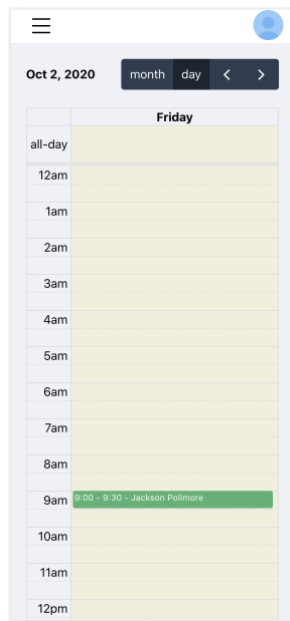 Oct 2, 2020 month day
Friday
all-day
12am
1am
2am
3am
4am
5am
6am
7am
8am
9am 9:00 - 9:30 - Jackson Polimore
10am
11am
12pm